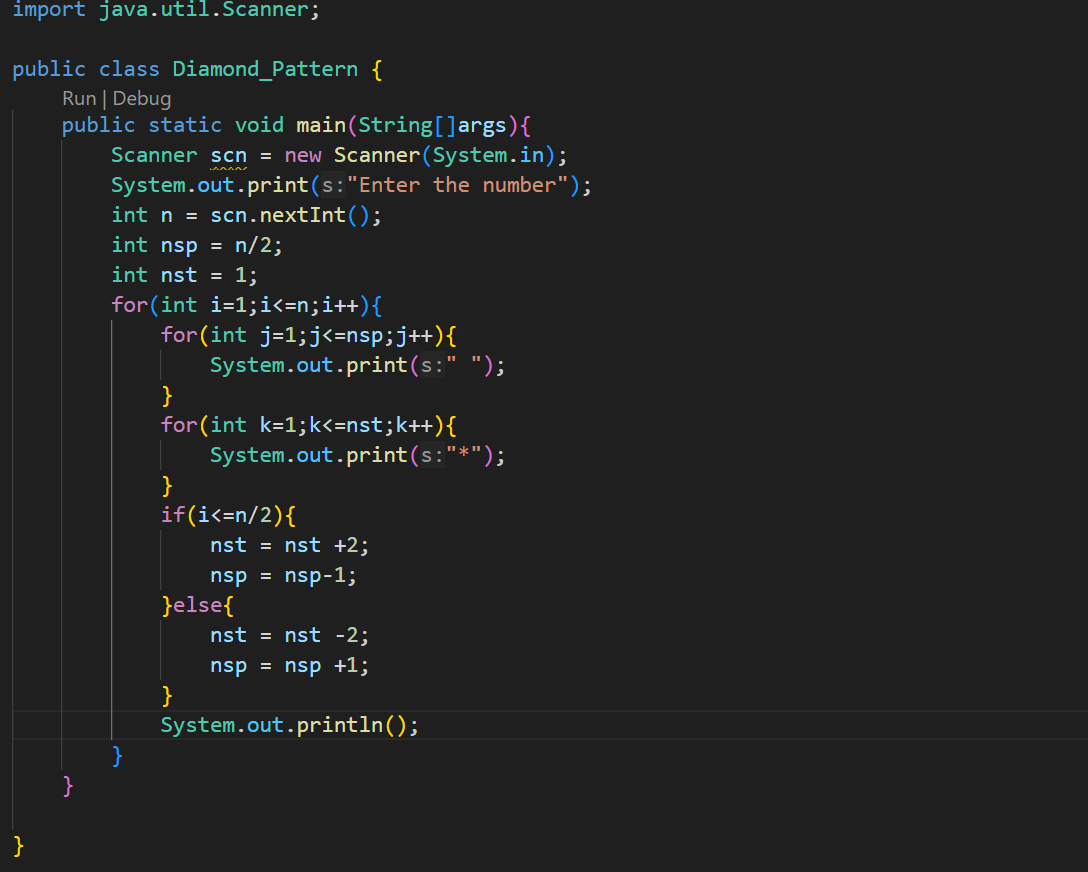 import java.util.Scanner;
public class Diamond_Pattern {
Run | Debug
public static void main(String[]args){
Scanner scn = new Scanner(System.in);
System.out.print(s:"Enter the number");
int n = scn.nextInt();
int nsp = n/2;
int nst = 1;
for(int i=1;i<=n;i++){
for(int j=1;j<=nsp;j++){
System.out.print(s:" ");
}
for(int k=1;k<=nst;k++){
System.out.print(s:"*");
}
if(i<=n/2){
nst = nst +2;
nsp = nsp-1;
}else{
nst = nst -2;
nsp = nsp +1;
}
System.out.println();
}
}
}